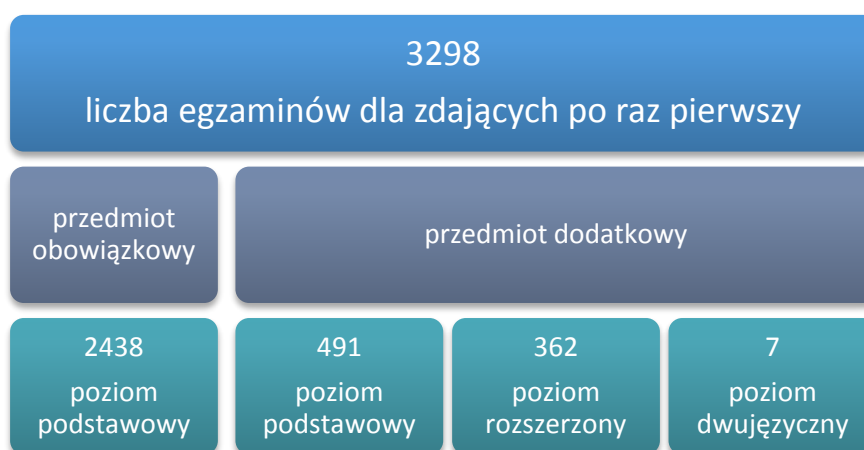 3298
liczba egzaminów dla zdających po raz pierwszy
przedmiot
obowiązkowy
przedmiot dodatkowy
2438
poziom
podstawowy
491
poziom
podstawowy
362
poziom
rozszerzony
7
poziom
dwujęzyczny